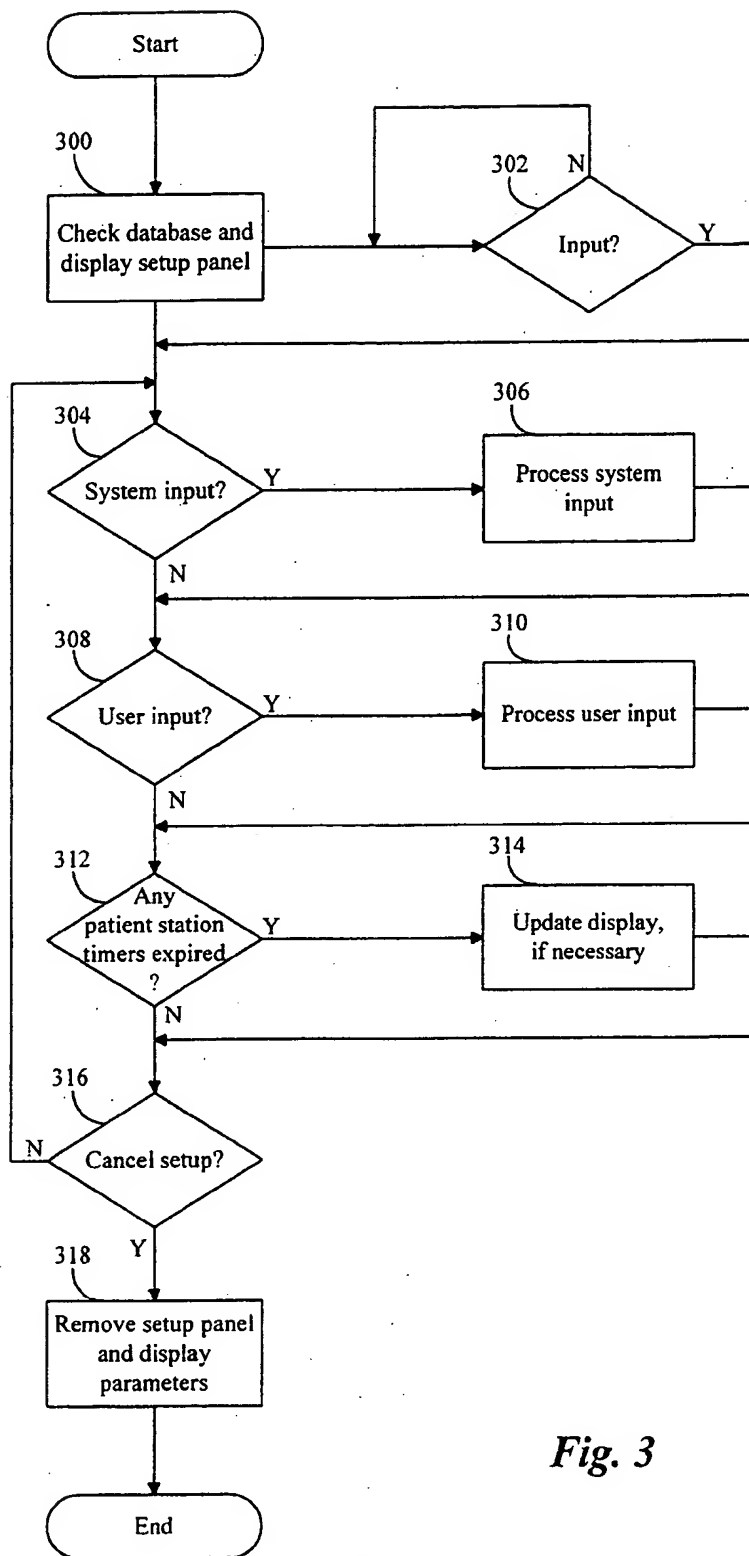 Start
300
Check database and
display setup panel
302
N
Input?
Y
304
System input?
Y
N
306
Process system
input
308
User input?
Y
N
310
Process user input
312
Any
patient station
timers expired
?
Y
N
314
Update display,
if necessary
316
N
Cancel setup?
Y
318
Remove setup panel
and display
parameters
End
Fig. 3